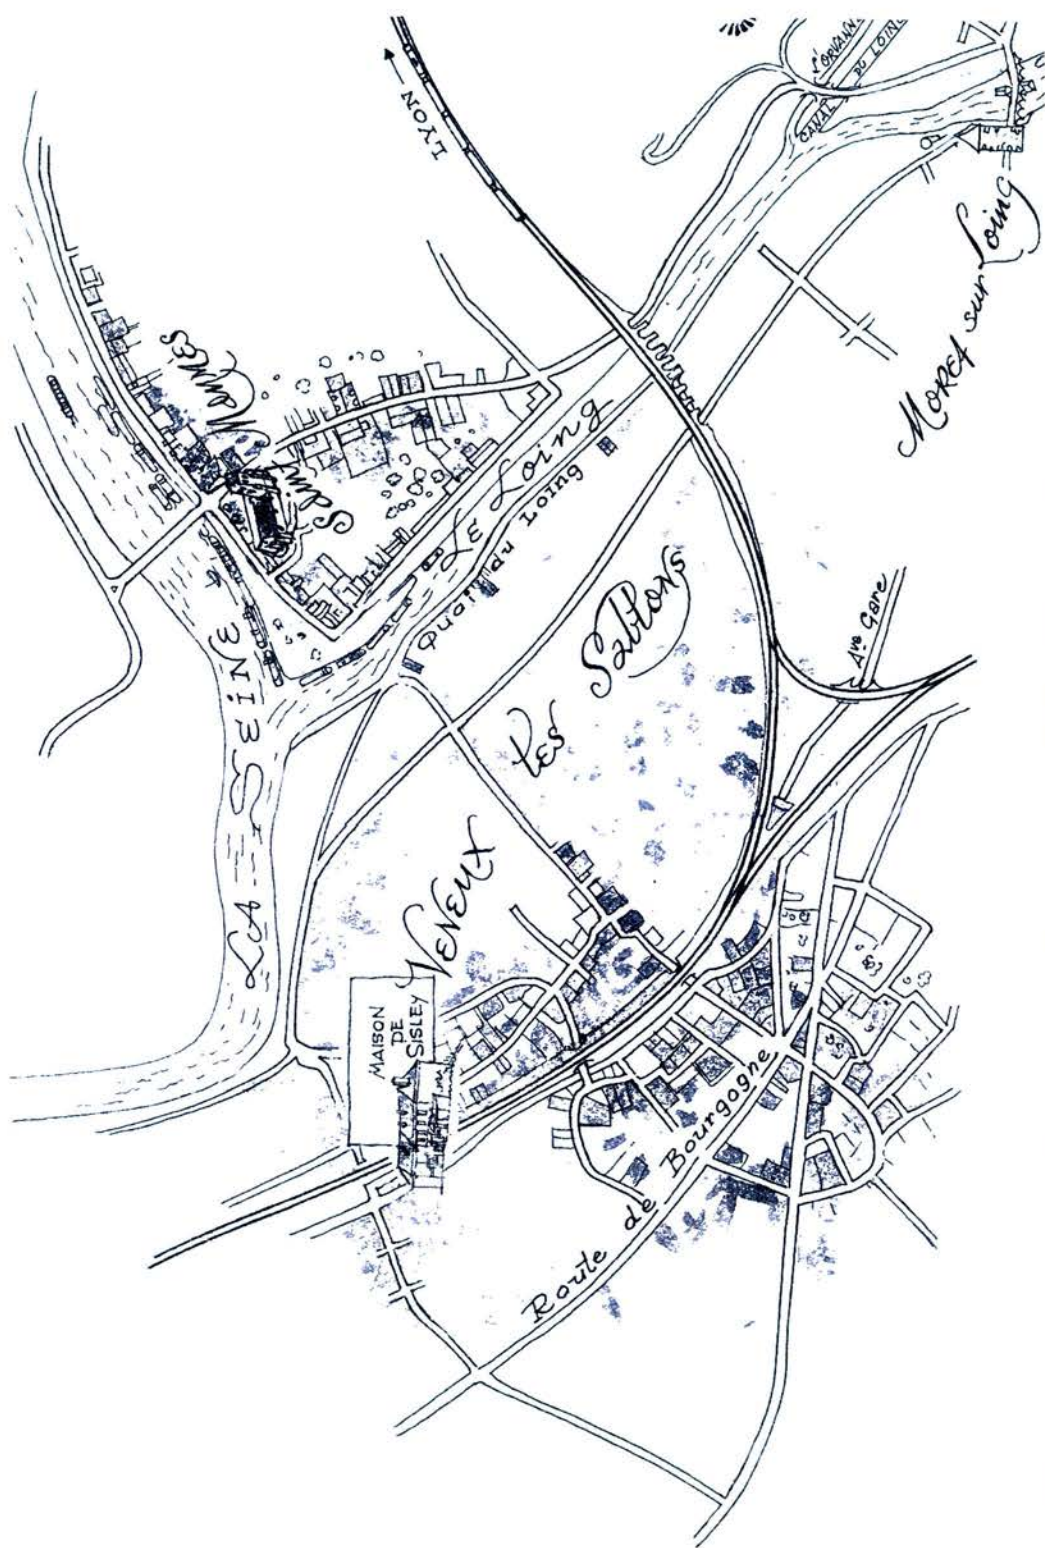 LYON
L'ORVANNE
CANAL DU LOING
MORET sur Loing
Saint Mammès
LE LOING
Quai du Loing
LA SEINE
Les Sablons
Ave Gare
VENEUX
MAISON
DE
SISLEY
Route de Bourgogne